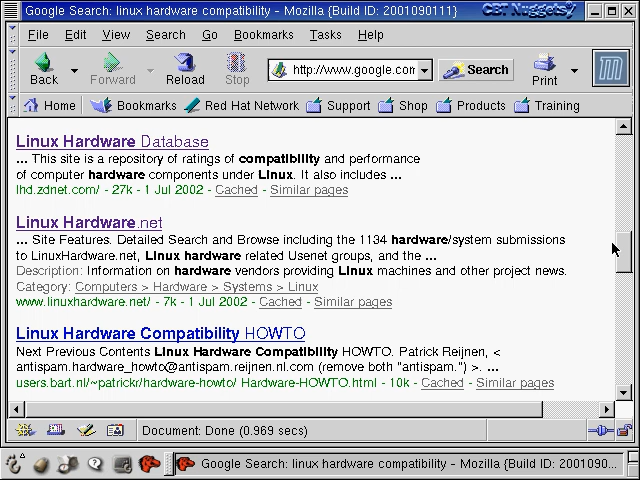 Google Search: linux hardware compatibility - Mozilla {Build ID: 2001090111}
CBT Nuggets
File Edit View Search Go Bookmarks Tasks Help
Back Forward Reload Stop http://www.google.com Search Print
Home Bookmarks Red Hat Network Support Shop Products Training
Linux Hardware Database
... This site is a repository of ratings of compatibility and performance
of computer hardware components under Linux. It also includes ...
lhd.zdnet.com/ - 27k - 1 Jul 2002 - Cached - Similar pages
Linux Hardware.net
... Site Features. Detailed Search and Browse including the 1134 hardware/system submissions
to LinuxHardware.net, Linux hardware related Usenet groups, and the ...
Description: Information on hardware vendors providing Linux machines and other project news.
Category: Computers > Hardware > Systems > Linux
www.linuxhardware.net/ - 7k - 1 Jul 2002 - Cached - Similar pages
Linux Hardware Compatibility HOWTO
Next Previous Contents Linux Hardware Compatibility HOWTO. Patrick Reijnen, <
antispam.hardware_howto@antispam.reijnen.nl.com (remove both "antispam.") >. ...
users.bart.nl/~patrickr/hardware-howto/ Hardware-HOWTO.html - 10k - Cached - Similar pages
Document: Done (0.969 secs)
Google Search: linux hardware compatibility - Mozilla {Build ID: 2001090...